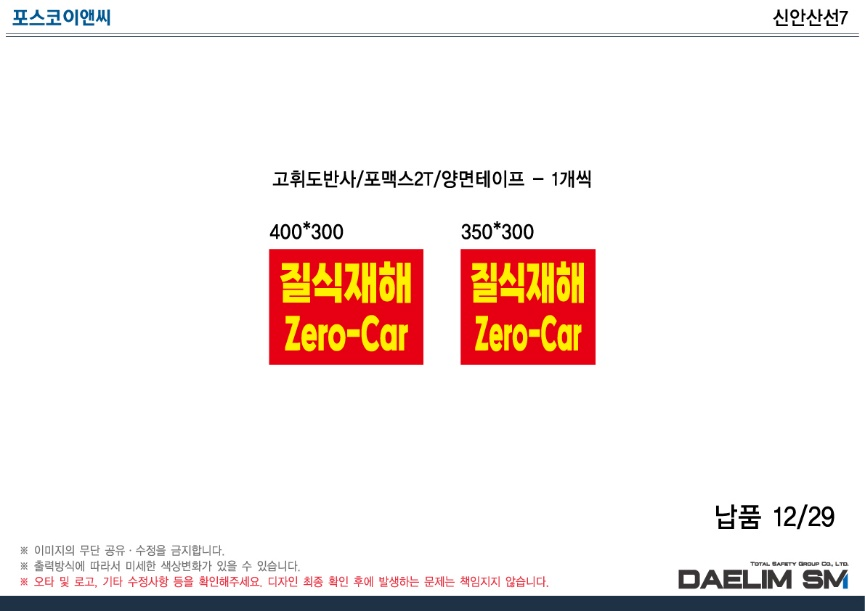 포스코이앤씨
신안산선7
고휘도반사/포맥스2T/양면테이프 - 1개씩
400*300
350*300
질식재해
Zero-Car
질식재해
Zero-Car
납품 12/29
※ 이미지의 무단 공유·수정을 금지합니다.
※ 출력방식에 따라서 미세한 색상변화가 있을 수 있습니다.
※ 오타 및 로고, 기타 수정사항 등을 확인해주세요. 디자인 최종 확인 후에 발생하는 문제는 책임지지 않습니다.
TOTAL SAFETY GROUP CO., LTD.
DAELIM SM